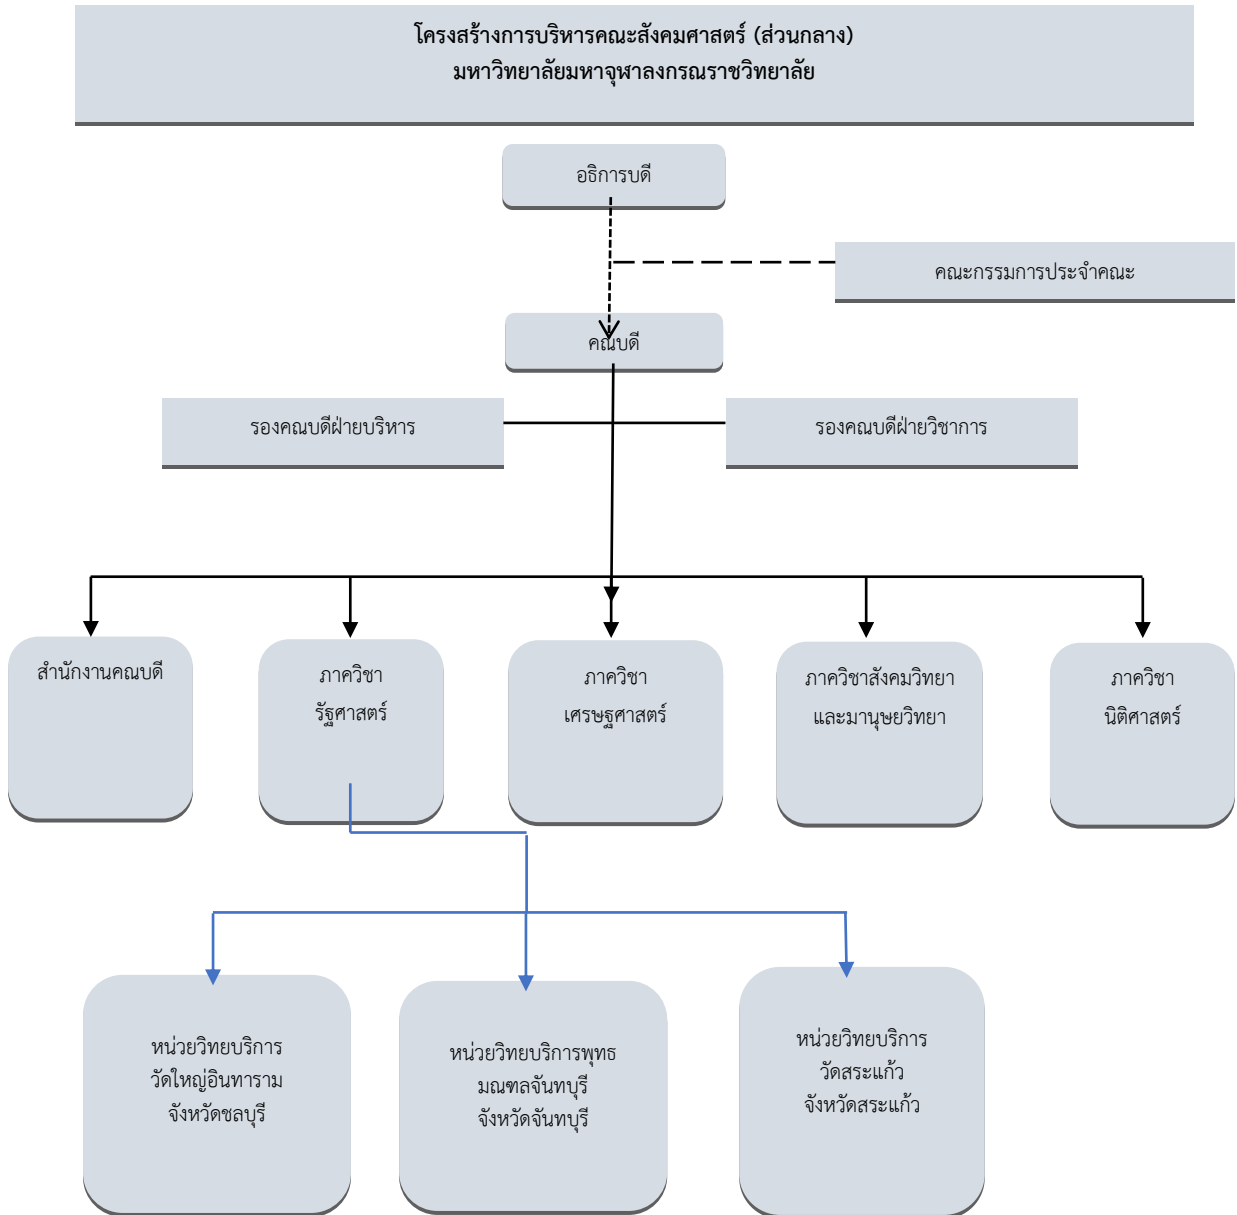 โครงสร้างการบริหารคณะสังคมศาสตร์ (ส่วนกลาง)
มหาวิทยาลัยมหาจุฬาลงกรณราชวิทยาลัย
อธิการบดี
คณะกรรมการประจำคณะ
คณบดี
รองคณบดีฝ่ายบริหาร
รองคณบดีฝ่ายวิชาการ
สำนักงานคณบดี
ภาควิชา
รัฐศาสตร์
ภาควิชา
เศรษฐศาสตร์
ภาควิชาสังคมวิทยา
และมานุษยวิทยา
ภาควิชา
นิติศาสตร์
หน่วยวิทยบริการ
วัดใหญ่อินทาราม
จังหวัดชลบุรี
หน่วยวิทยบริการพุทธ
มณฑลจันทบุรี
จังหวัดจันทบุรี
หน่วยวิทยบริการ
วัดสระแก้ว
จังหวัดสระแก้ว